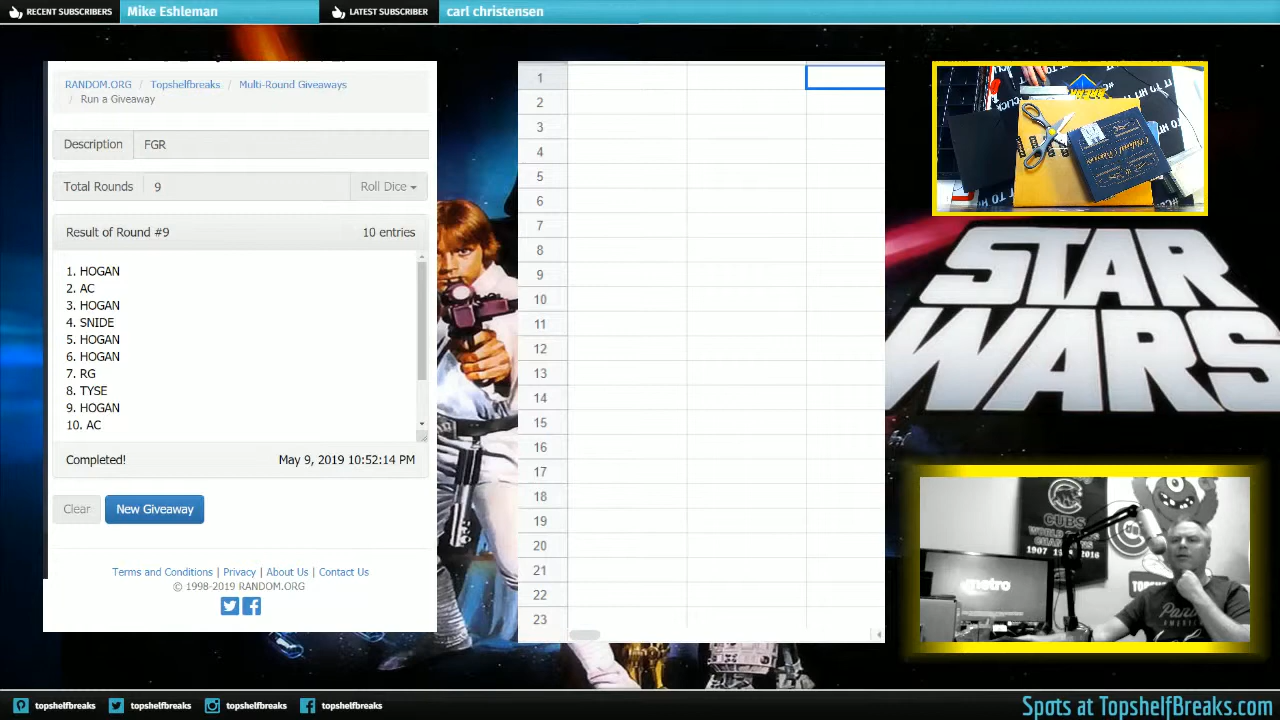 RECENT SUBSCRIBERS Mike Eshleman LATEST SUBSCRIBER carl christensen
RANDOM.ORG / Topshelfbreaks / Multi-Round Giveaways
/ Run a Giveaway
Description FGR
Total Rounds 9 Roll Dice
Result of Round #9 10 entries
1. HOGAN
2. AC
3. HOGAN
4. SNIDE
5. HOGAN
6. HOGAN
7. RG
8. TYSE
9. HOGAN
10. AC
Completed! May 9, 2019 10:52:14 PM
Clear New Giveaway
Terms and Conditions | Privacy | About Us | Contact Us
© 1998-2019 RANDOM.ORG
1
2
3
4
5
6
7
8
9
10
11
12
13
14
15
16
17
18
19
20
21
22
23
STAR
WARS
CUBS
metro
topshelfbreaks topshelfbreaks topshelfbreaks topshelfbreaks
Spots at TopshelfBreaks.com